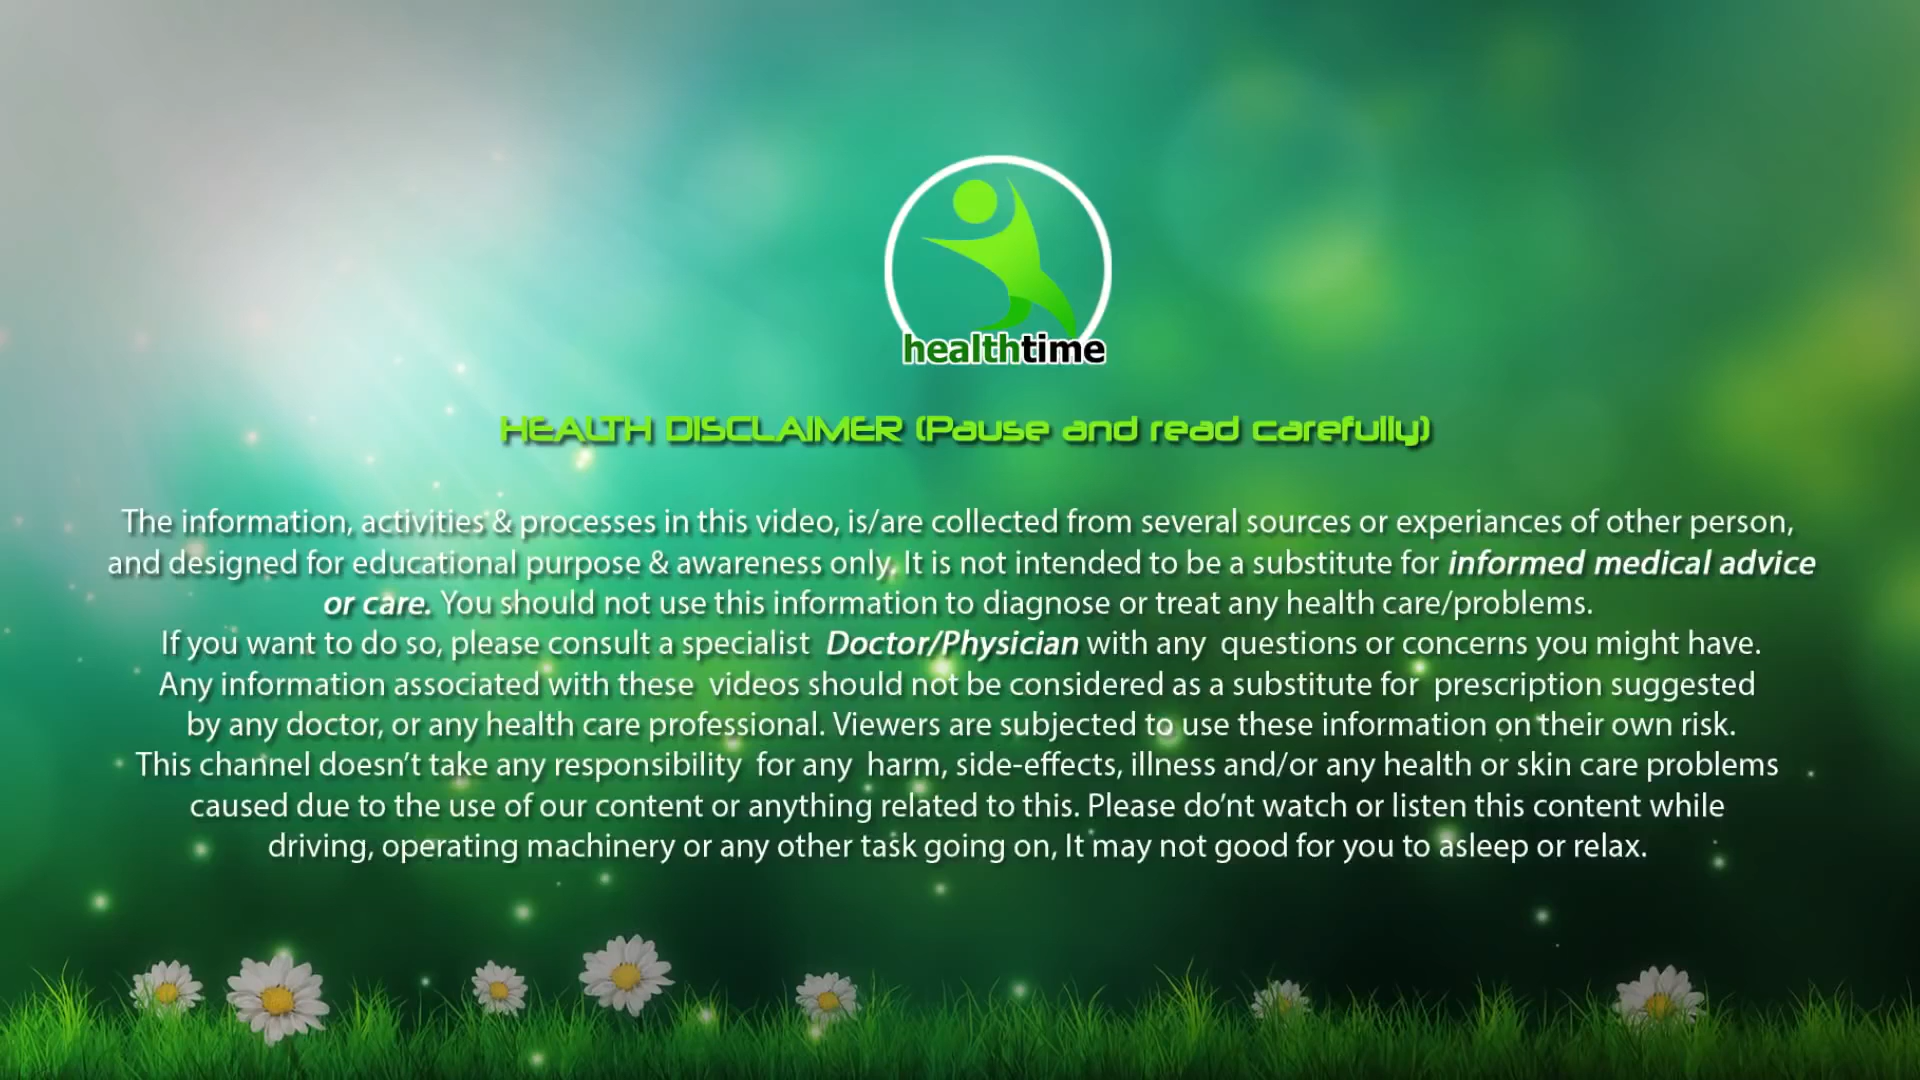 healthtime
HEALTH DISCLAIMER (Pause and read carefully)
The information, activities & processes in this video, is/are collected from several sources or experiances of other person,
and designed for educational purpose & awareness only. It is not intended to be a substitute for informed medical advice
or care. You should not use this information to diagnose or treat any health care/problems.
If you want to do so, please consult a specialist Doctor/Physician with any questions or concerns you might have.
Any information associated with these videos should not be considered as a substitute for prescription suggested
by any doctor, or any health care professional. Viewers are subjected to use these information on their own risk.
This channel doesn't take any responsibility for any harm, side-effects, illness and/or any health or skin care problems
caused due to the use of our content or anything related to this. Please do'nt watch or listen this content while
driving, operating machinery or any other task going on, It may not good for you to asleep or relax.